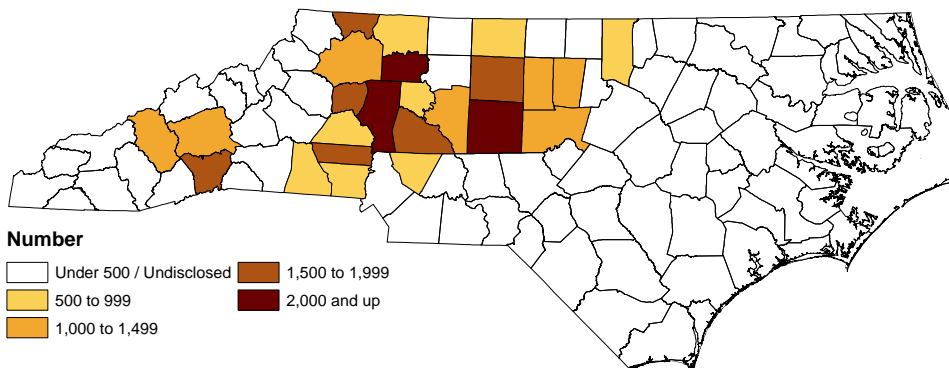 Number
Under 500 / Undisclosed
500 to 999
1,000 to 1,499
1,500 to 1,999
2,000 and up